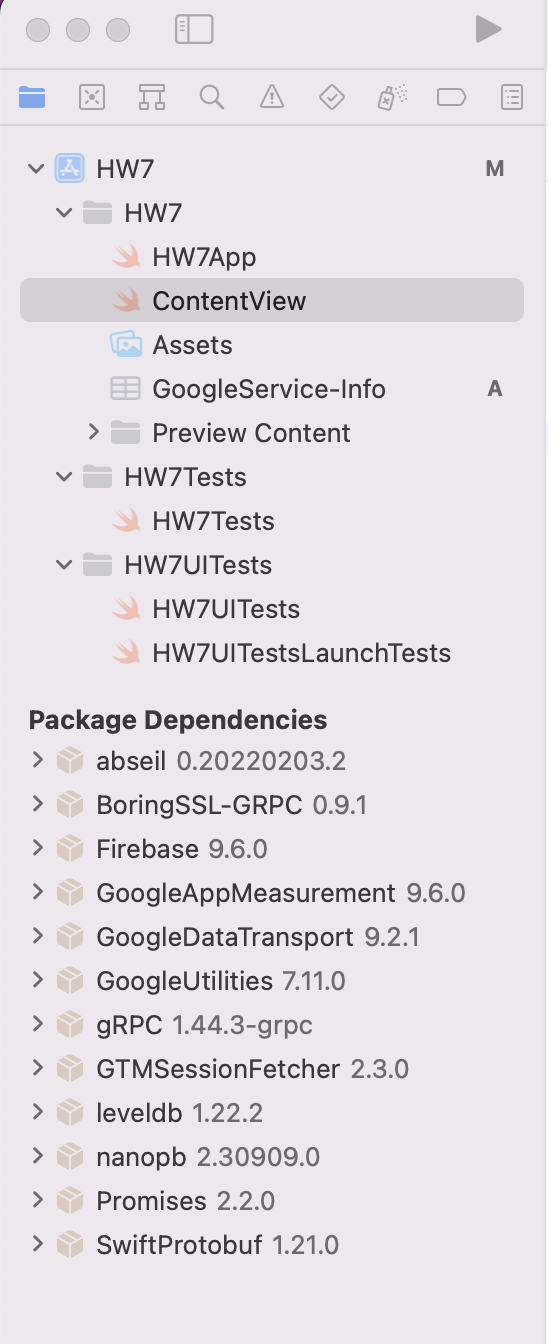 HW7 M
HW7
HW7App
ContentView
Assets
GoogleService-Info A
Preview Content
HW7Tests
HW7Tests
HW7UITests
HW7UITests
HW7UITestsLaunchTests
Package Dependencies
abseil 0.20220203.2
BoringSSL-GRPC 0.9.1
Firebase 9.6.0
GoogleAppMeasurement 9.6.0
GoogleDataTransport 9.2.1
GoogleUtilities 7.11.0
gRPC 1.44.3-grpc
GTMSessionFetcher 2.3.0
leveldb 1.22.2
nanopb 2.30909.0
Promises 2.2.0
SwiftProtobuf 1.21.0